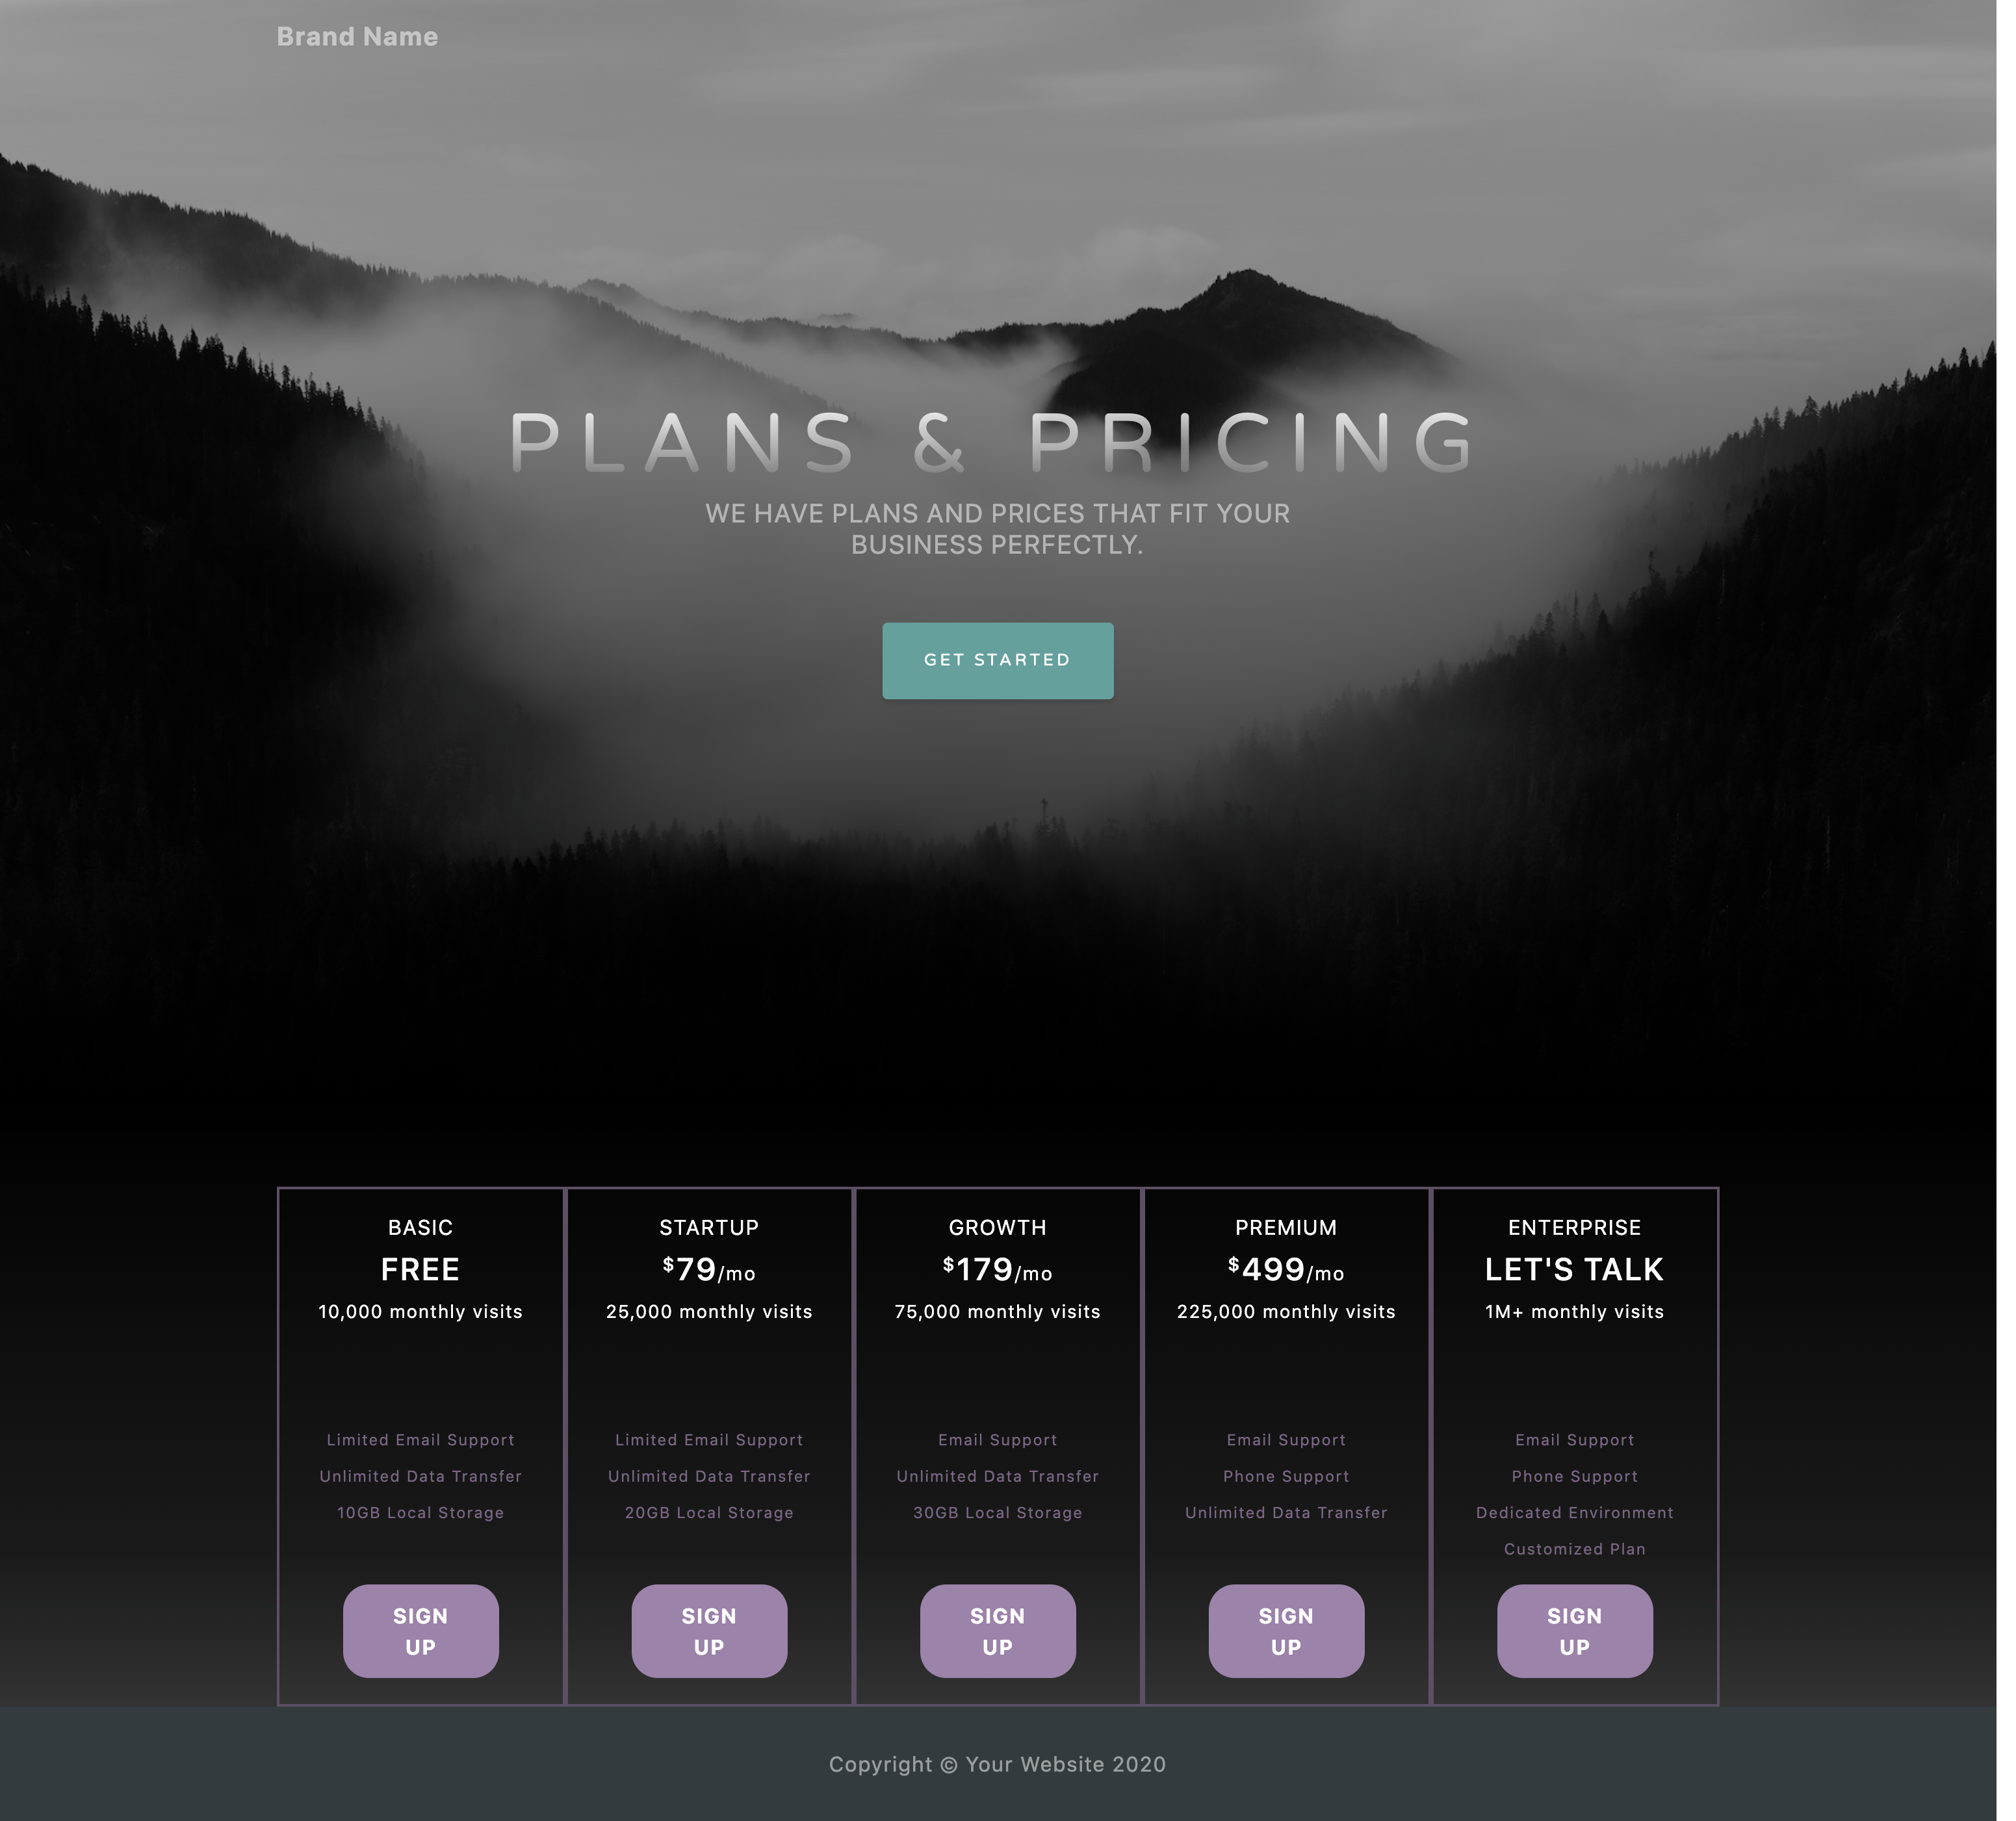 Brand Name
PLANS & PRICING
WE HAVE PLANS AND PRICES THAT FIT YOUR
BUSINESS PERFECTLY.
GET STARTED
BASIC
FREE
10,000 monthly visits
Limited Email Support
Unlimited Data Transfer
10GB Local Storage
SIGN
UP
STARTUP
$79/mo
25,000 monthly visits
Limited Email Support
Unlimited Data Transfer
20GB Local Storage
SIGN
UP
GROWTH
$179/mo
75,000 monthly visits
Email Support
Unlimited Data Transfer
30GB Local Storage
SIGN
UP
PREMIUM
$499/mo
225,000 monthly visits
Email Support
Phone Support
Unlimited Data Transfer
SIGN
UP
ENTERPRISE
LET'S TALK
1M+ monthly visits
Email Support
Phone Support
Dedicated Environment
Customized Plan
SIGN
UP
Copyright © Your Website 2020